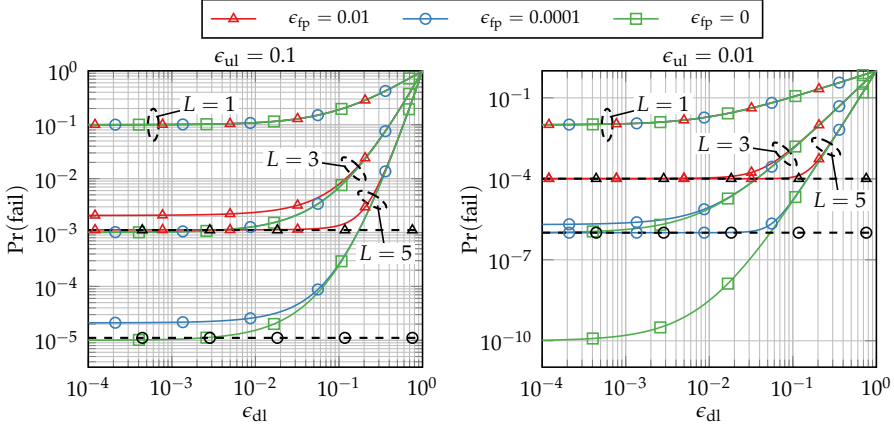 ϵfp = 0.01 ϵfp = 0.0001 ϵfp = 0
ϵul = 0.1
10^0
10^−1
10^−2
10^−3
10^−4
10^−5
Pr(fail)
L = 1
L = 3
L = 5
10^−4 10^−3 10^−2 10^−1 10^0
ϵdl
ϵul = 0.01
10^−1
10^−4
10^−7
10^−10
Pr(fail)
L = 1
L = 3
L = 5
10^−4 10^−3 10^−2 10^−1 10^0
ϵdl